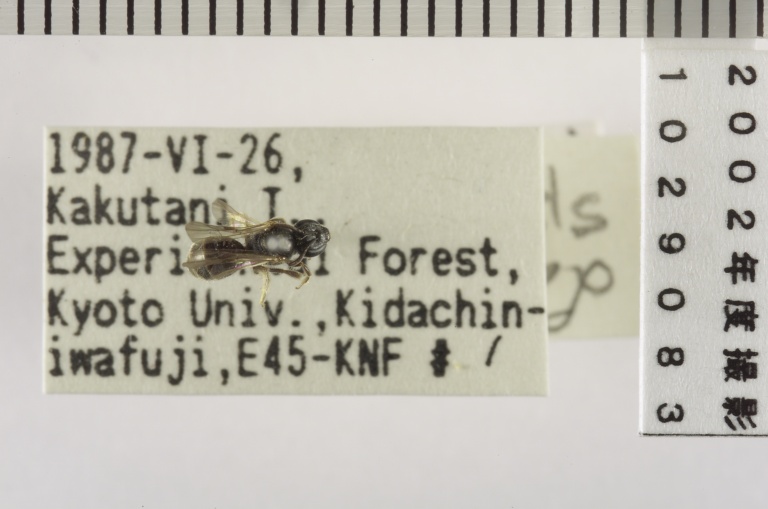 1987-VI-26,
Kakutani T.
Forest,
Kyoto Univ.,Kidachin-
iwafuji,E45-KNF # 1
2002年度撮影
1029083